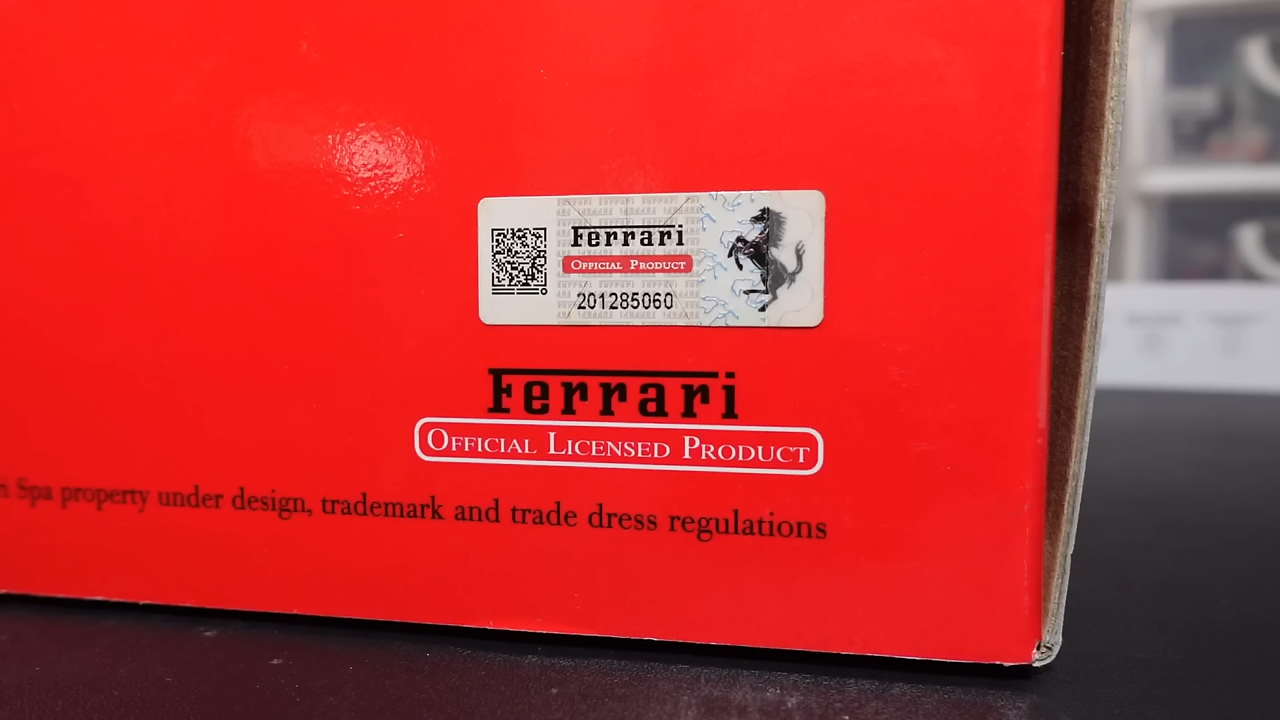 Ferrari
OFFICIAL PRODUCT
201285060
Ferrari
OFFICIAL LICENSED PRODUCT
Spa property under design, trademark and trade dress regulations